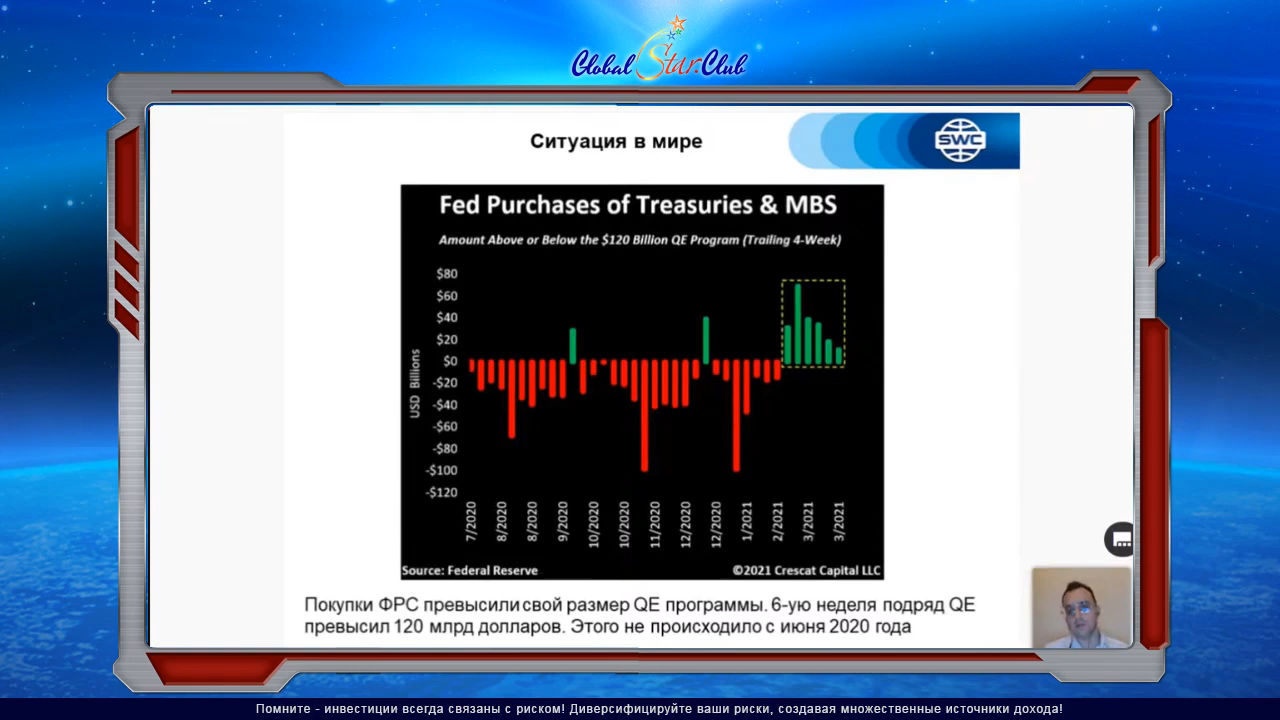 Global Star.Club
Ситуация в мире
SWC
Fed Purchases of Treasuries & MBS
Amount Above or Below the $120 Billion QE Program (Trailing 4-Week)
USD Billions
$80
$60
$40
$20
$0
-$20
-$40
-$60
-$80
-$100
-$120
7/2020
8/2020
8/2020
9/2020
10/2020
10/2020
11/2020
12/2020
12/2020
1/2021
2/2021
3/2021
3/2021
Source: Federal Reserve
©2021 Crescat Capital LLC
Покупки ФРС превысили свой размер QE программы. 6-ую неделя подряд QE
превысил 120 млрд долларов. Этого не происходило с июня 2020 года
Помните - инвестиции всегда связаны с риском! Диверсифицируйте ваши риски, создавая множественные источники дохода!